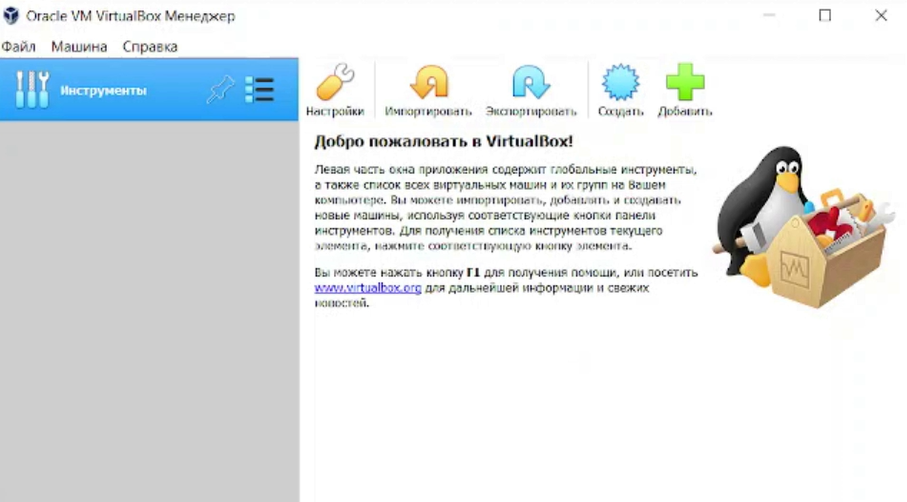 Oracle VM VirtualBox Менеджер
Файл Машина Справка
Инструменты
Настройки Импортировать Экспортировать Создать Добавить
Добро пожаловать в VirtualBox!
Левая часть окна приложения содержит глобальные инструменты,
а также список всех виртуальных машин и их групп на Вашем
компьютере. Вы можете импортировать, добавлять и создавать
новые машины, используя соответствующие кнопки панели
инструментов. Для получения списка инструментов текущего
элемента, нажмите соответствующую кнопку элемента.
Вы можете нажать кнопку F1 для получения помощи, или посетить
www.virtualbox.org для дальнейшей информации и свежих
новостей.